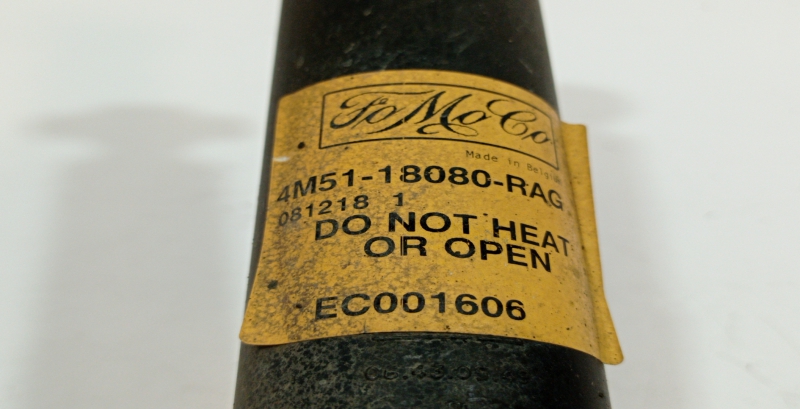 FoMoCo
Made in Belgium
4M51-18080-RAG
081218 1
DO NOT HEAT
OR OPEN
EC001606